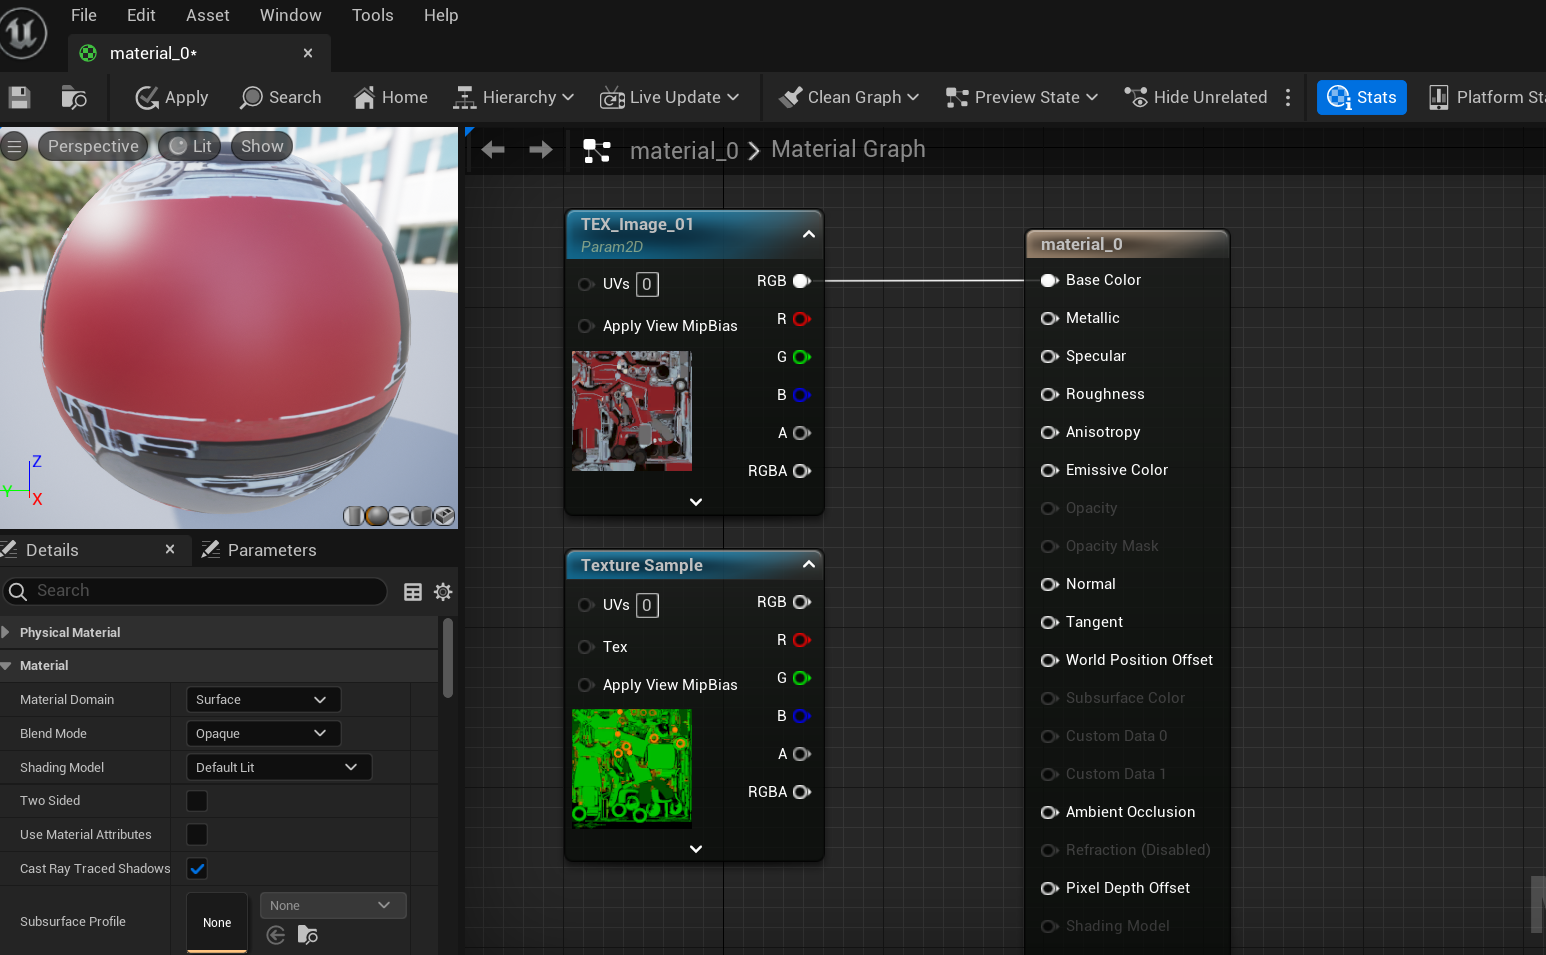 File Edit Asset Window Tools Help
material_0*
Apply Search Home Hierarchy Live Update Clean Graph Preview State Hide Unrelated Stats Platform
Perspective Lit Show
Z
Y
X
Details Parameters
Search
Physical Material
Material
Material Domain Surface
Blend Mode Opaque
Shading Model Default Lit
Two Sided
Use Material Attributes
Cast Ray Traced Shadows
Subsurface Profile None None
material_0 Material Graph
TEX_Image_01
Param2D
UVs 0 RGB
Apply View MipBias R
G
B
A
RGBA
Texture Sample
UVs 0 RGB
Tex R
Apply View MipBias G
B
A
RGBA
material_0
Base Color
Metallic
Specular
Roughness
Anisotropy
Emissive Color
Opacity
Opacity Mask
Normal
Tangent
World Position Offset
Subsurface Color
Custom Data 0
Custom Data 1
Ambient Occlusion
Refraction (Disabled)
Pixel Depth Offset
Shading Model